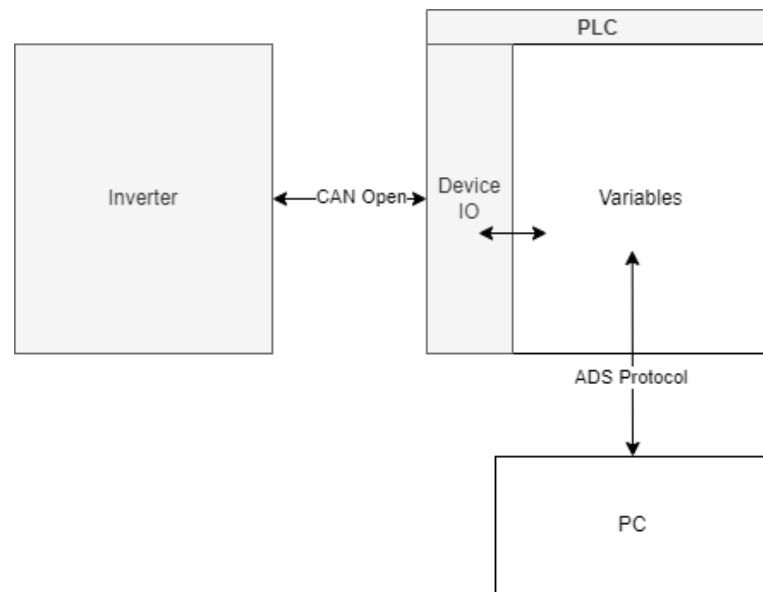 PLC
Inverter
CAN Open
Device
IO
Variables
ADS Protocol
PC